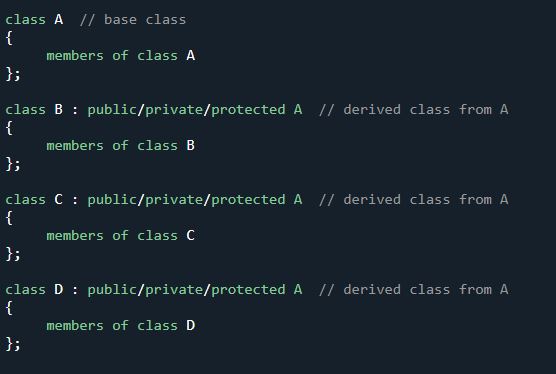 class A  // base class
{
     members of class A
};
class B : public/private/protected A  // derived class from A
{
     members of class B
};
class C : public/private/protected A  // derived class from A
{
     members of class C
};
class D : public/private/protected A  // derived class from A
{
     members of class D
};